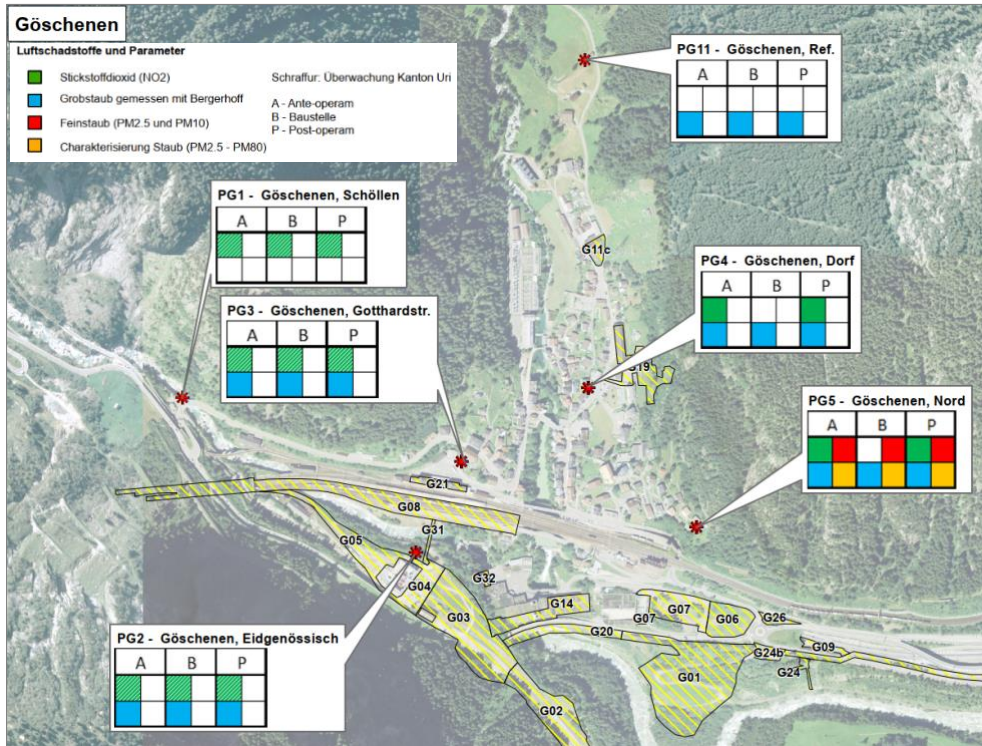 Göschenen
Luftschadstoffe und Parameter
Stickstoffdioxid (NO2)
Schraffur: Überwachung Kanton Uri
Grobstaub gemessen mit Bergerhoff
A - Ante-operam
B - Baustelle
Feinstaub (PM2.5 und PM10)
P - Post-operam
Charakterisierung Staub (PM2.5 - PM80)
PG11 - Göschenen, Ref.
A B P
PG1 - Göschenen, Schöllen
A B P
G11c
PG4 - Göschenen, Dorf
A B P
PG3 - Göschenen, Gotthardstr.
A B P
G19
PG5 - Göschenen, Nord
A B P
G21
G08
G31
G05
G04
G32
G03
G14
G07
G07
G06
G26
G20
G09
G24b
G24
G01
G02
PG2 - Göschenen, Eidgenössisch
A B P